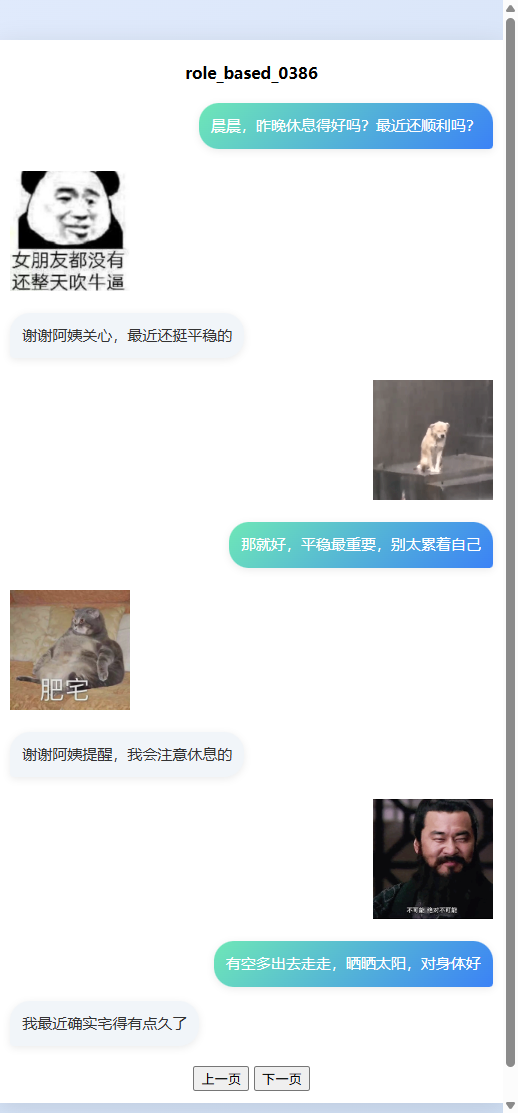 role_based_0386
晨晨，昨晚休息得好吗？最近还顺利吗？
女朋友都没有
还整天吹牛逼
谢谢阿姨关心，最近还挺平稳的
那就好，平稳最重要，别太累着自己
肥宅
谢谢阿姨提醒，我会注意休息的
不可能 绝对不可能
有空多出去走走，晒晒太阳，对身体好
我最近确实宅得有点久了
上一页 下一页